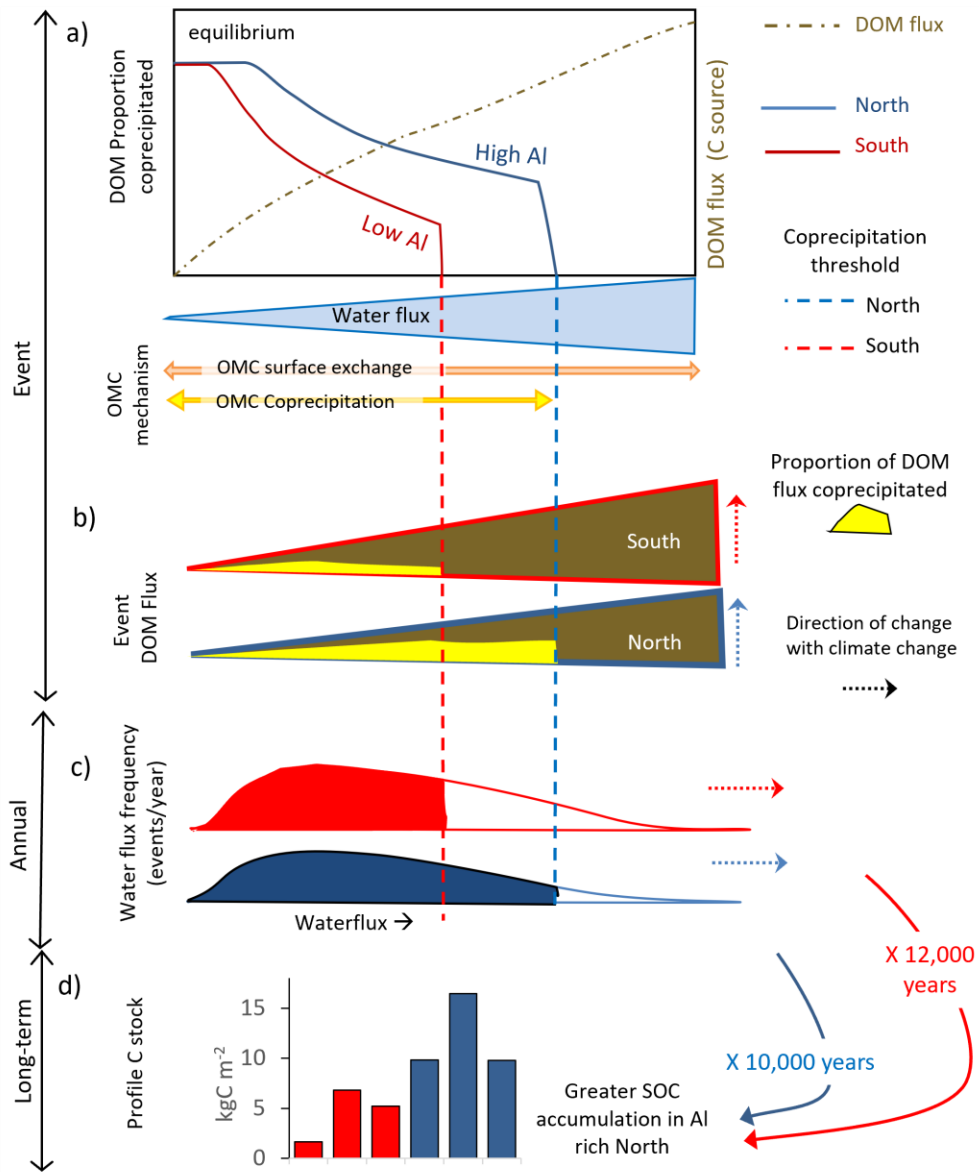 a)
equilibrium
DOM Proportion
coprecipitated
High Al
Low Al
DOM flux (C source)
DOM flux
North
South
Coprecipitation
threshold
North
South
Water flux
OMC
mechanism
OMC surface exchange
OMC Coprecipitation
Event
b)
Event
DOM Flux
South
North
Proportion of DOM
flux coprecipitated
Direction of change
with climate change
Annual
c)
Water flux frequency
(events/year)
Waterflux →
X 12,000
years
X 10,000 years
Long-term
d)
Profile C stock
kgC m⁻²
15
10
5
0
Greater SOC
accumulation in Al
rich North